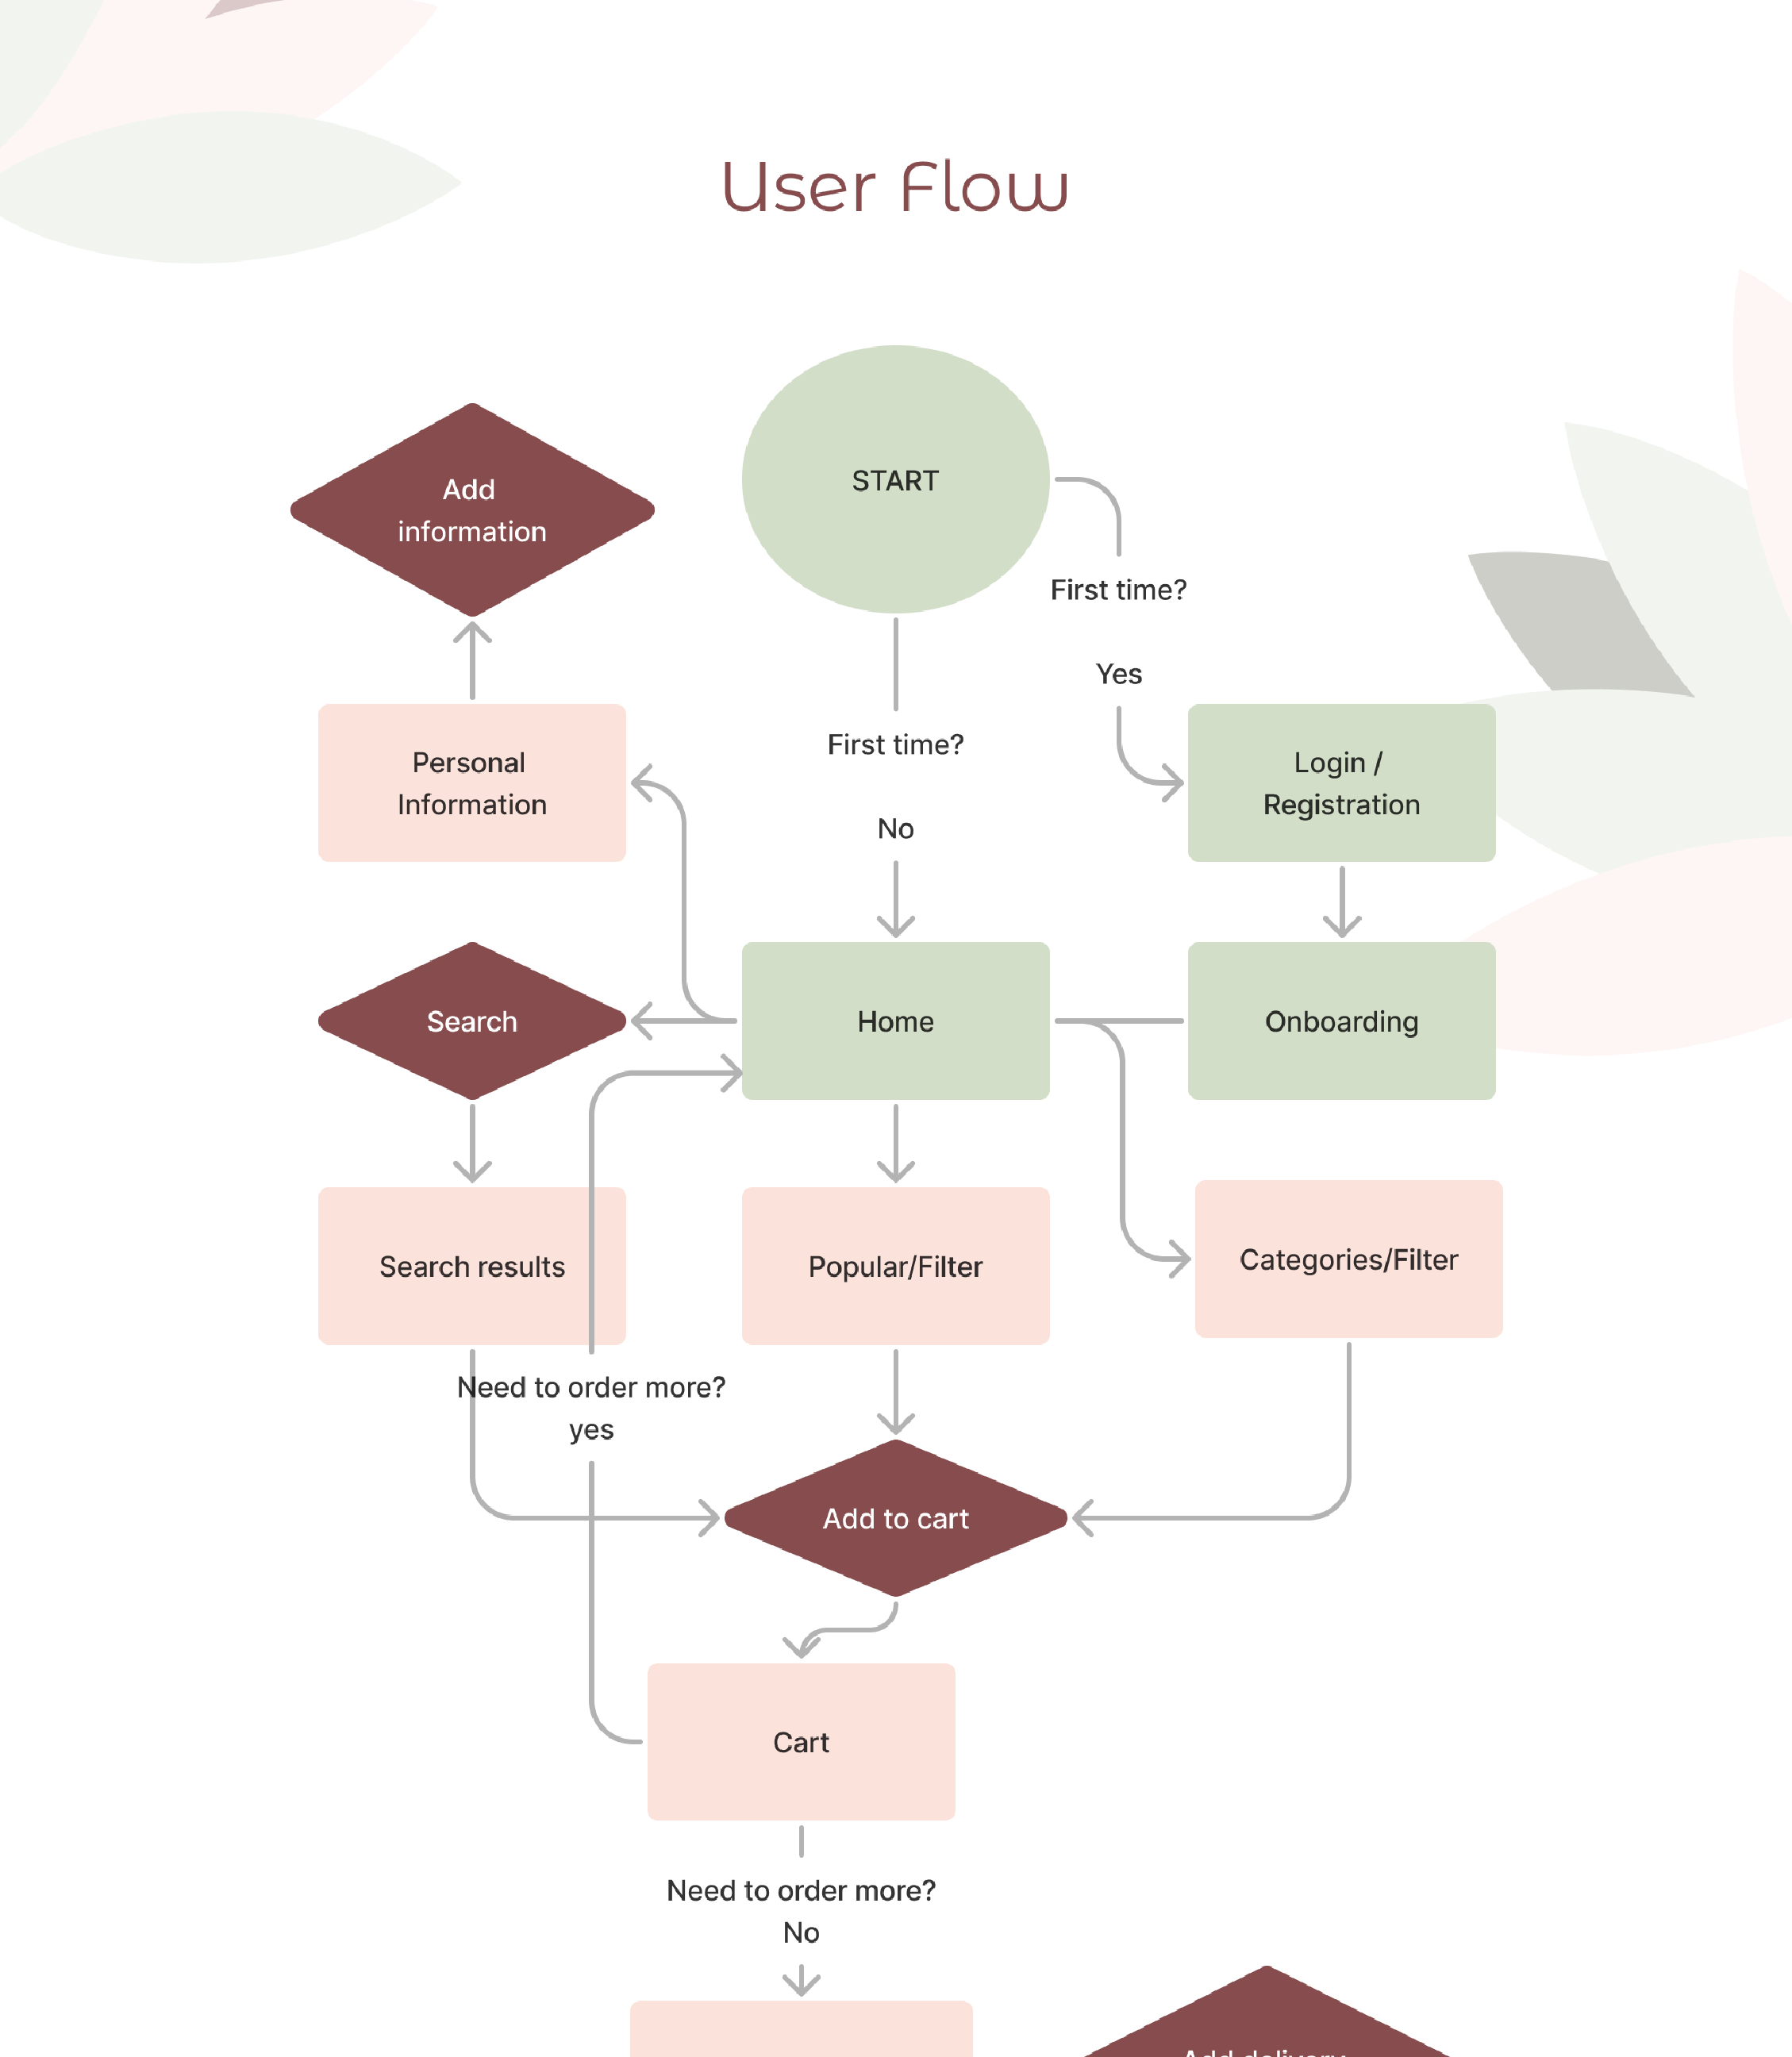 User Flow
START
Add
information
First time?
Yes
First time?
No
Personal
Information
Login /
Registration
Search
Home
Onboarding
Search results
Popular/Filter
Categories/Filter
Need to order more?
yes
Add to cart
Cart
Need to order more?
No
Add delivery